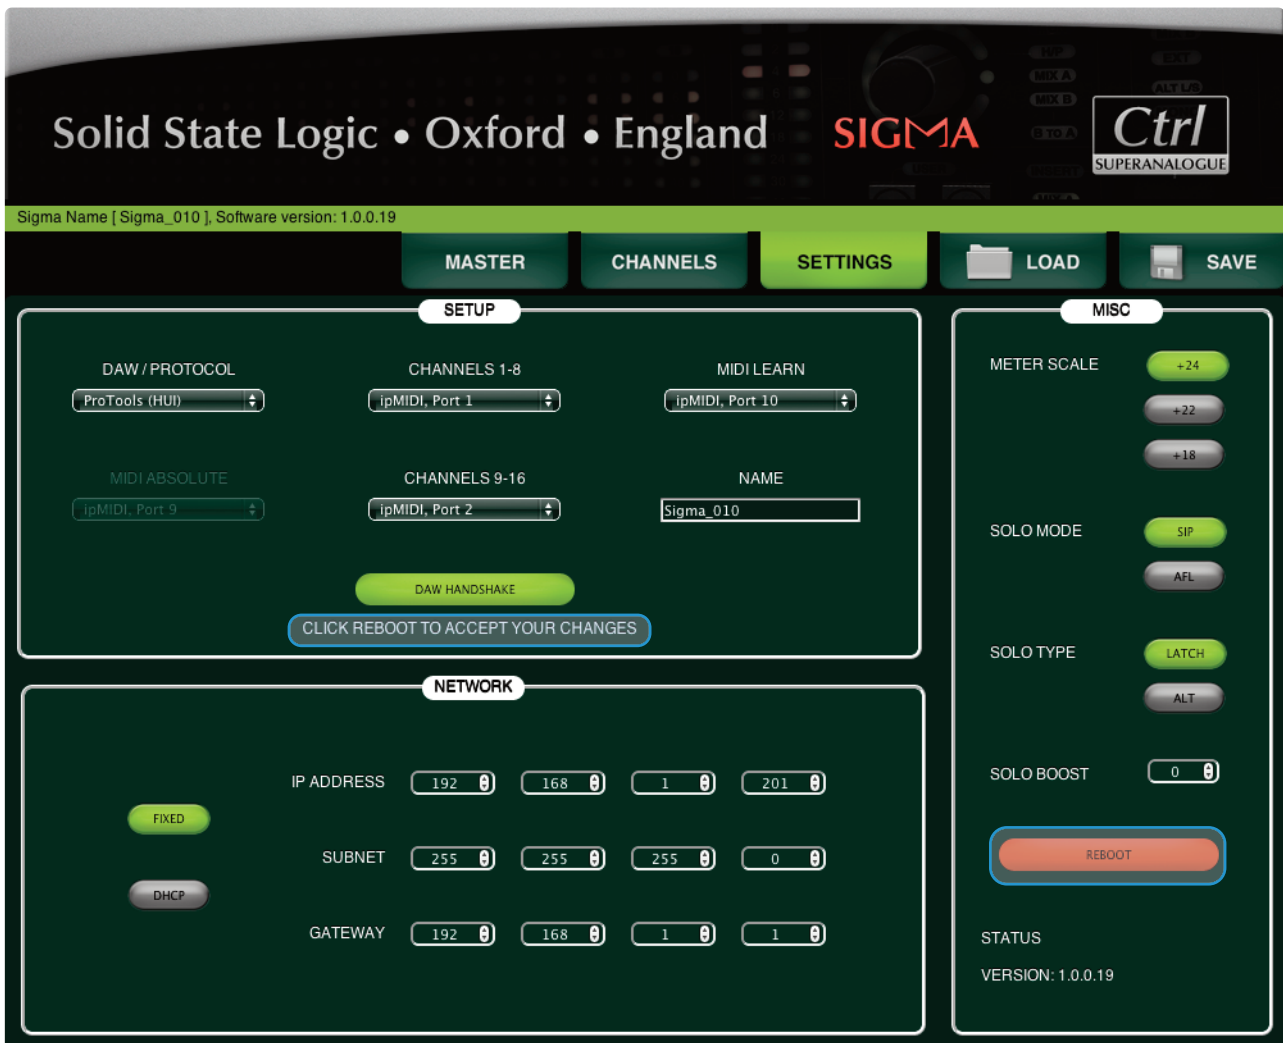 Solid State Logic • Oxford • England SIGMA Ctrl
SUPERANALOGUE
H/P
MIX A
MIX B
B TO A
EXT
ALT L/S
Sigma Name [ Sigma_010 ], Software version: 1.0.0.19
MASTER CHANNELS SETTINGS LOAD SAVE
SETUP
DAW / PROTOCOL CHANNELS 1-8 MIDI LEARN
ProTools (HUI) ipMIDI, Port 1 ipMIDI, Port 10
MIDI ABSOLUTE CHANNELS 9-16 NAME
ipMIDI, Port 9 ipMIDI, Port 2 Sigma_010
DAW HANDSHAKE
CLICK REBOOT TO ACCEPT YOUR CHANGES
NETWORK
FIXED
DHCP
IP ADDRESS 192 168 1 201
SUBNET 255 255 255 0
GATEWAY 192 168 1 1
MISC
METER SCALE +24
+22
+18
SOLO MODE SIP
AFL
SOLO TYPE LATCH
ALT
SOLO BOOST 0
REBOOT
STATUS
VERSION: 1.0.0.19